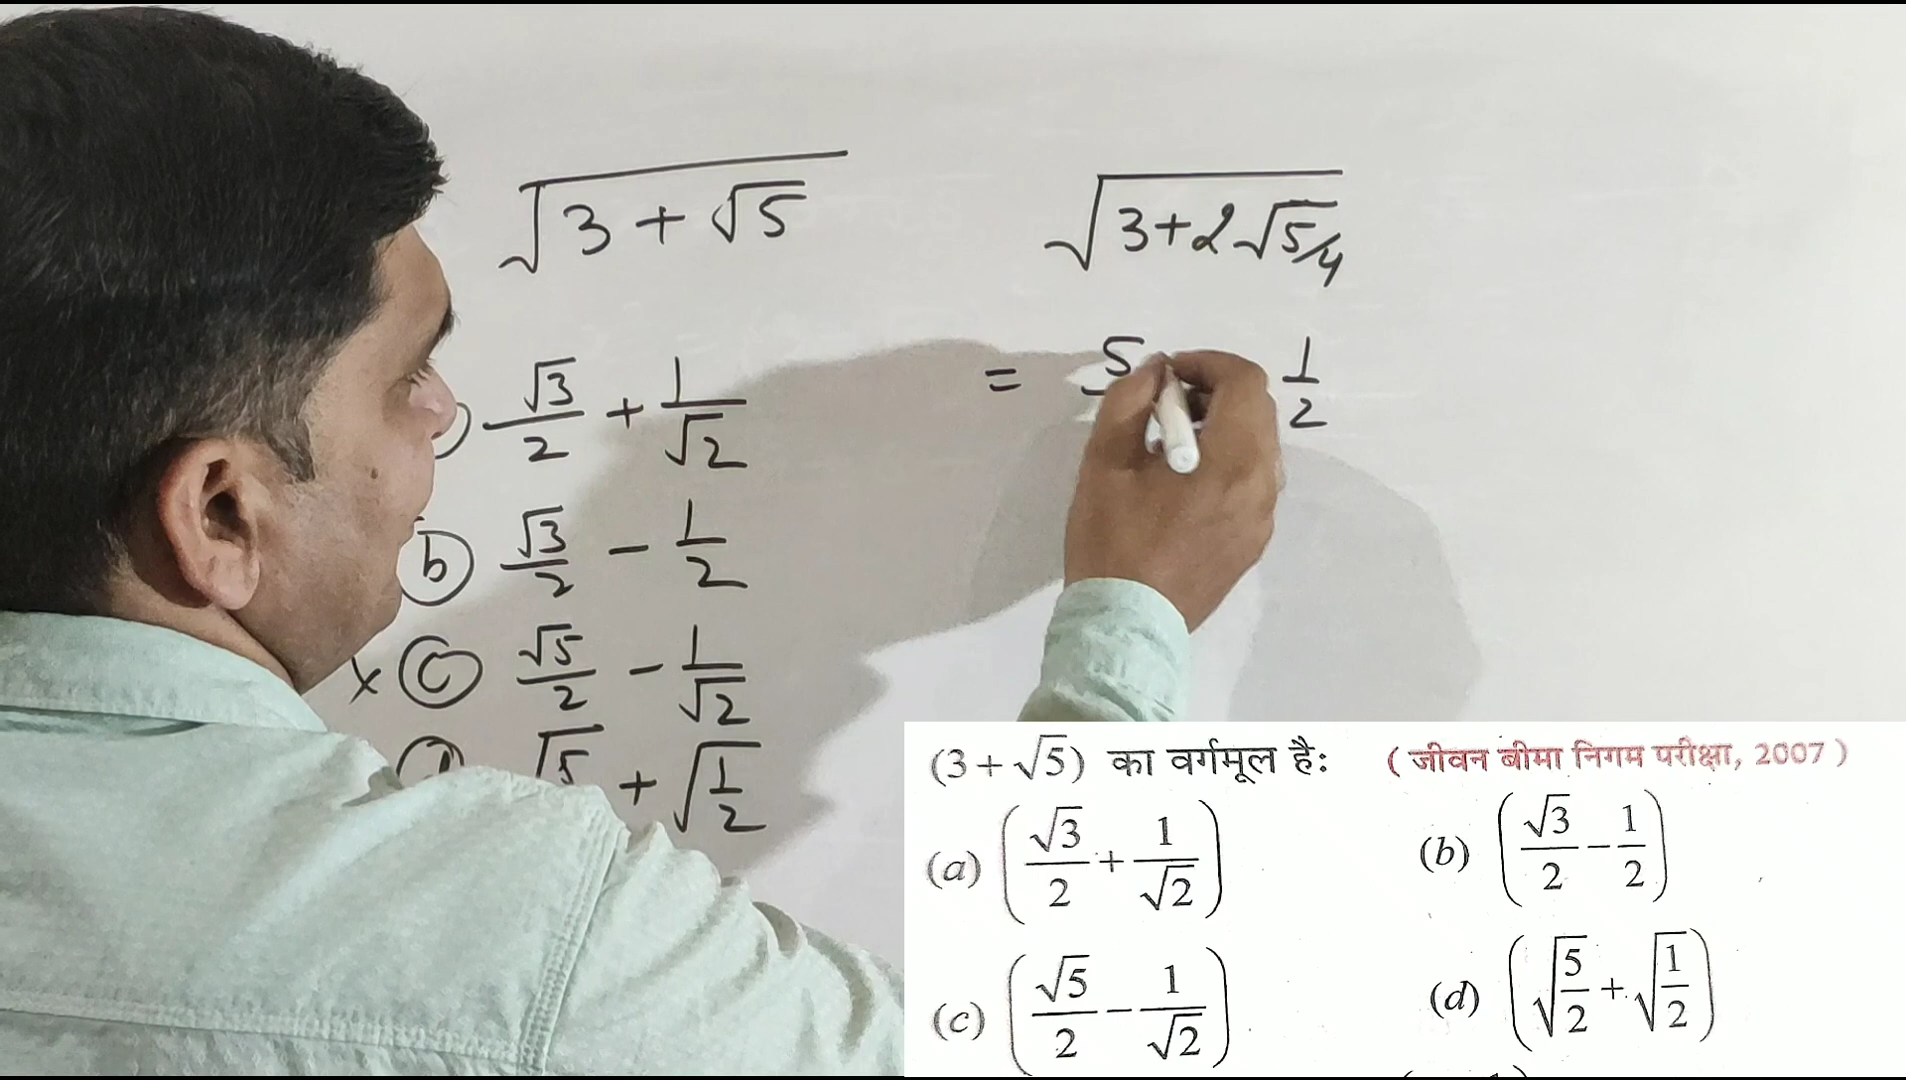 √(3 + √5)
√(3 + 2√(5/4))
= 5 1/2
√3/2 + 1/√2
(b) √3/2 - 1/2
x (c) √5/2 - 1/√2
+ √(1/2)
(3 + √5) का वर्गमूल है: (जीवन बीमा निगम परीक्षा, 2007)
(a) (√3/2 + 1/√2) (b) (√3/2 - 1/2)
(c) (√5/2 - 1/√2) (d) (√(5/2) + √(1/2))